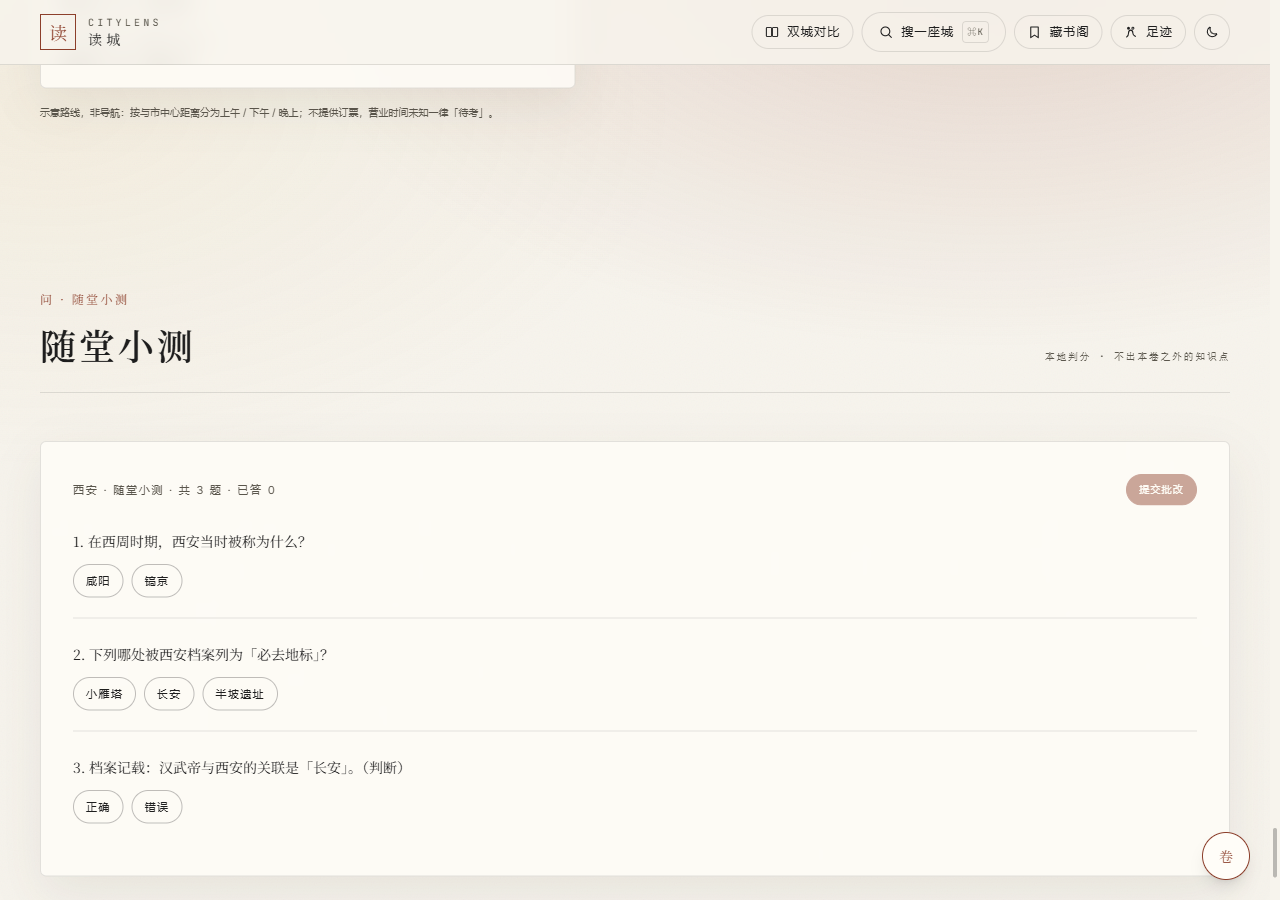 读
CITYLENS
读城
双城对比
搜一座城 ⌘K
藏书阁
足迹
示意路线，非导航：按与市中心距离分为上午 / 下午 / 晚上；不提供订票，营业时间未知一律「待考」。
问 · 随堂小测
随堂小测
本地判分 · 不出本卷之外的知识点
西安 · 随堂小测 · 共 3 题 · 已答 0
提交批改
1. 在西周时期，西安当时被称为什么？
咸阳 镐京
2. 下列哪处被西安档案列为「必去地标」？
小雁塔 长安 半坡遗址
3. 档案记载：汉武帝与西安的关联是「长安」。（判断）
正确 错误
卷